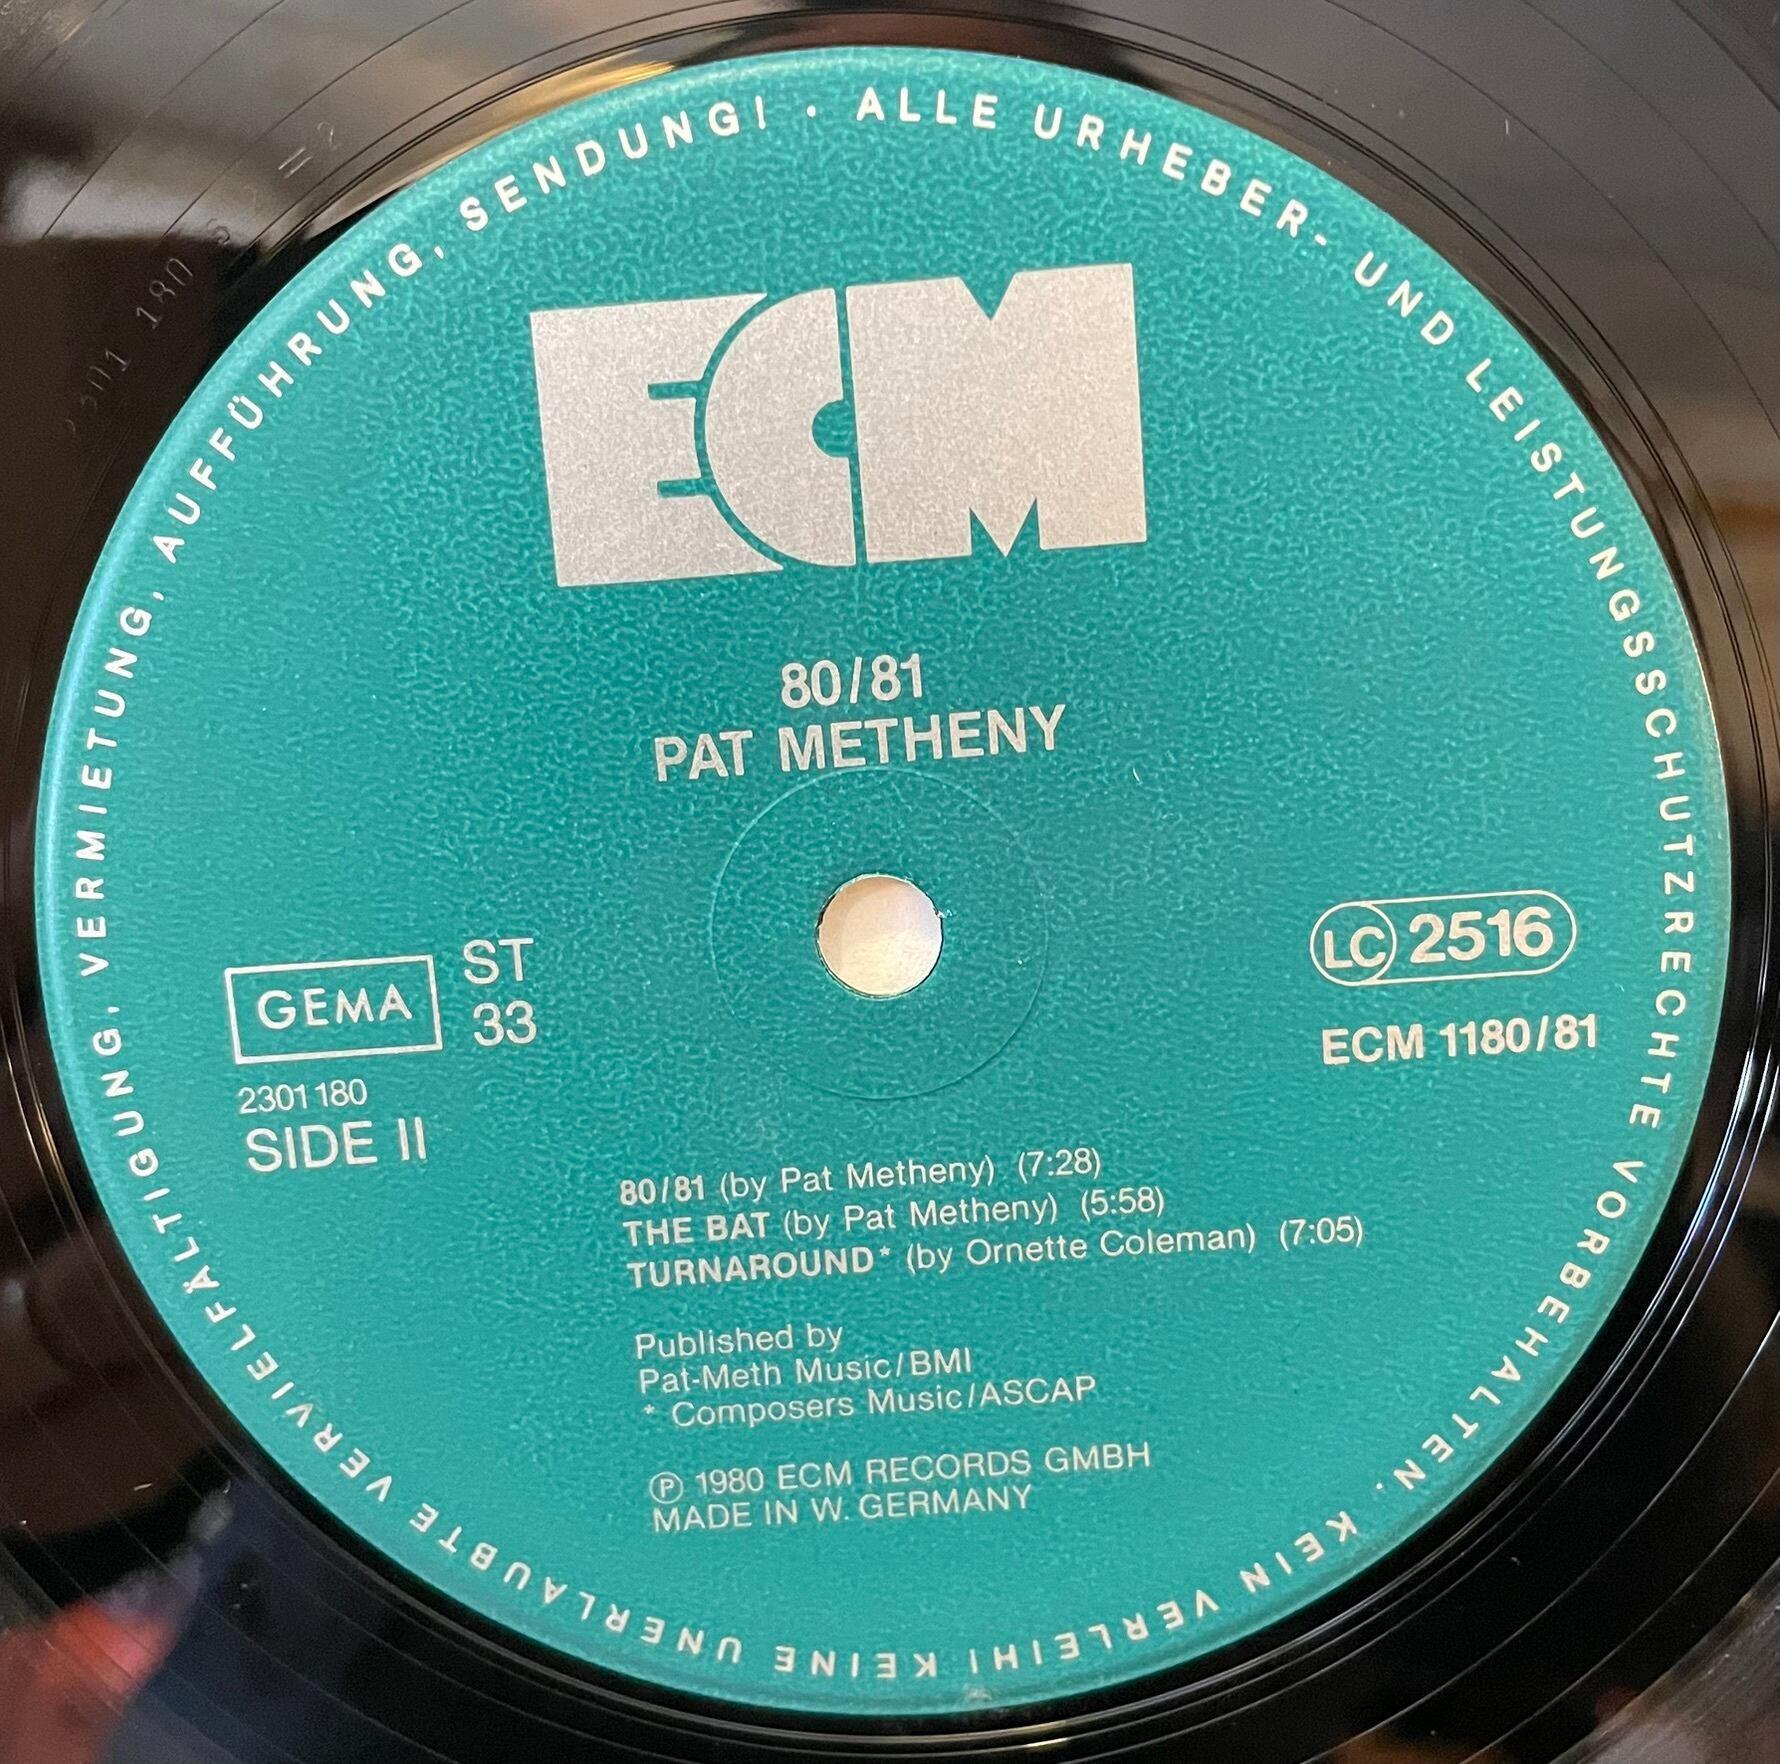 ALLE URHEBER- UND LEISTUNGSSCHUTZRECHTE VORBEHALTEN. KEIN VERLEIH! KEINE UNERLAUBTE VERVIELFÄLTIGUNG, VERMIETUNG, AUFFÜHRUNG, SENDUNG! ·
ECM
80/81
PAT METHENY
GEMA
ST
33
2301 180
SIDE II
LC 2516
ECM 1180/81
80/81 (by Pat Metheny) (7:28)
THE BAT (by Pat Metheny) (5:58)
TURNAROUND* (by Ornette Coleman) (7:05)
Published by
Pat-Meth Music/BMI
* Composers Music/ASCAP
℗ 1980 ECM RECORDS GMBH
MADE IN W. GERMANY